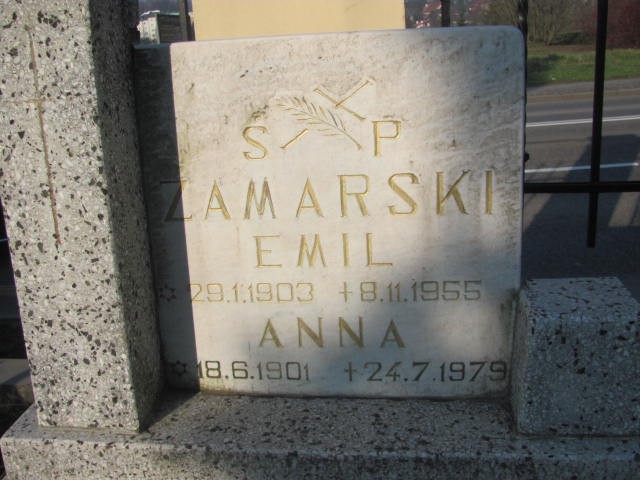 S P
ZAMARSKI
EMIL
✡ 29.1.1903 + 8.11.1955
ANNA
✡ 18.6.1901 + 24.7.1979